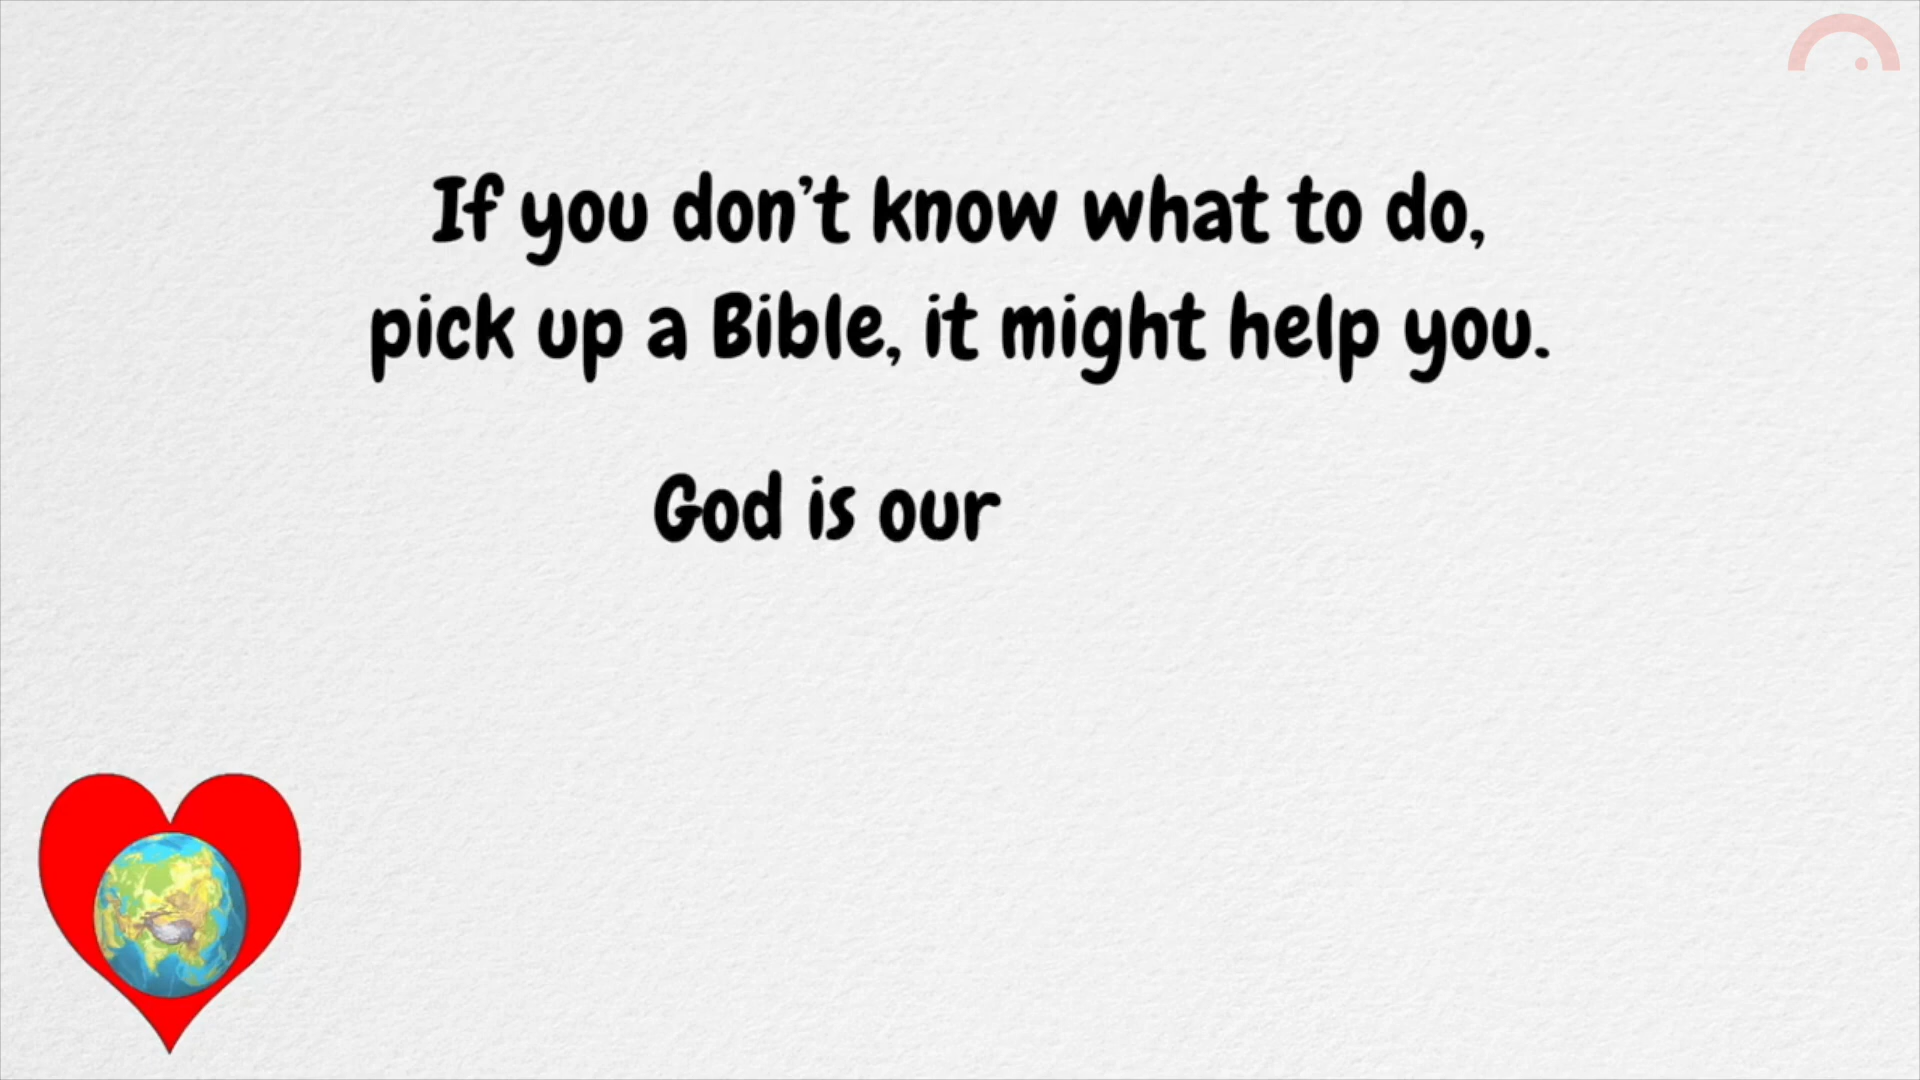 If you don't know what to do,
pick up a Bible, it might help you.
God is our